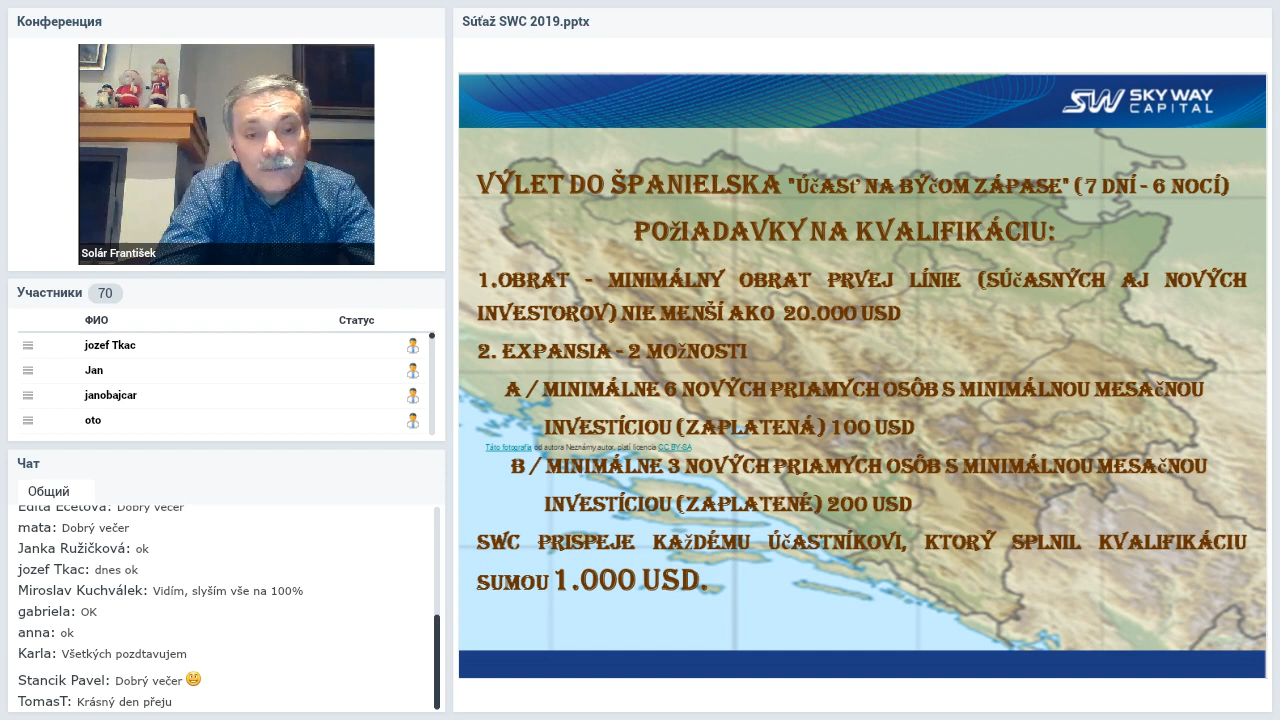 Конференция
Solár František
Участники 70
ФИО Статус
jozef Tkac
Jan
janobajcar
oto
Чат
Общий
Edita Ecetová: Dobrý večer
mata: Dobrý večer
Janka Ružičková: ok
jozef Tkac: dnes ok
Miroslav Kuchválek: Vidím, slyším vše na 100%
gabriela: OK
anna: ok
Karla: Všetkých pozdtavujem
Stancik Pavel: Dobrý večer
TomasT: Krásný den přeju
Súťaž SWC 2019.pptx
SW SKY WAY
CAPITAL
VÝLET DO ŠPANIELSKA "ÚčASť NA BÝčOM ZÁPASE" (7 DNÍ - 6 NOCÍ)
POžIADAVKY NA KVALIFIKÁCIU:
1.OBRAT - MINIMÁLNY OBRAT PRVEJ LÍNIE (SÚčASNÝCH AJ NOVÝCH
INVESTOROV) NIE MENŠÍ AKO 20.000 USD
2. EXPANSIA - 2 MOžNOSTI
A / MINIMÁLNE 6 NOVÝCH PRIAMYCH OSÔB S MINIMÁLNOU MESAčNOU
INVESTÍCIOU (ZAPLATENÁ) 100 USD
Táto fotografia od autora Neznámy autor, platí licencia CC BY-SA
B / MINIMÁLNE 3 NOVÝCH PRIAMYCH OSÔB S MINIMÁLNOU MESAčNOU
INVESTÍCIOU (ZAPLATENÉ) 200 USD
SWC PRISPEJE KAžDÉMU ÚčASTNÍKOVI, KTORÝ SPLNIL KVALIFIKÁCIU
SUMOU 1.000 USD.